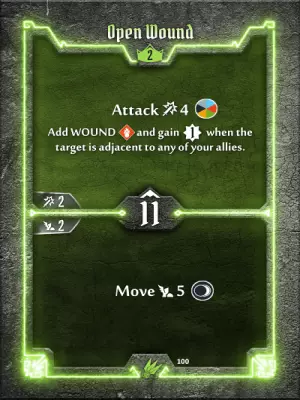 Open Wound
2
Attack 4
Add WOUND and gain 1 when the
target is adjacent to any of your allies.
2
11
2
Move 5
100